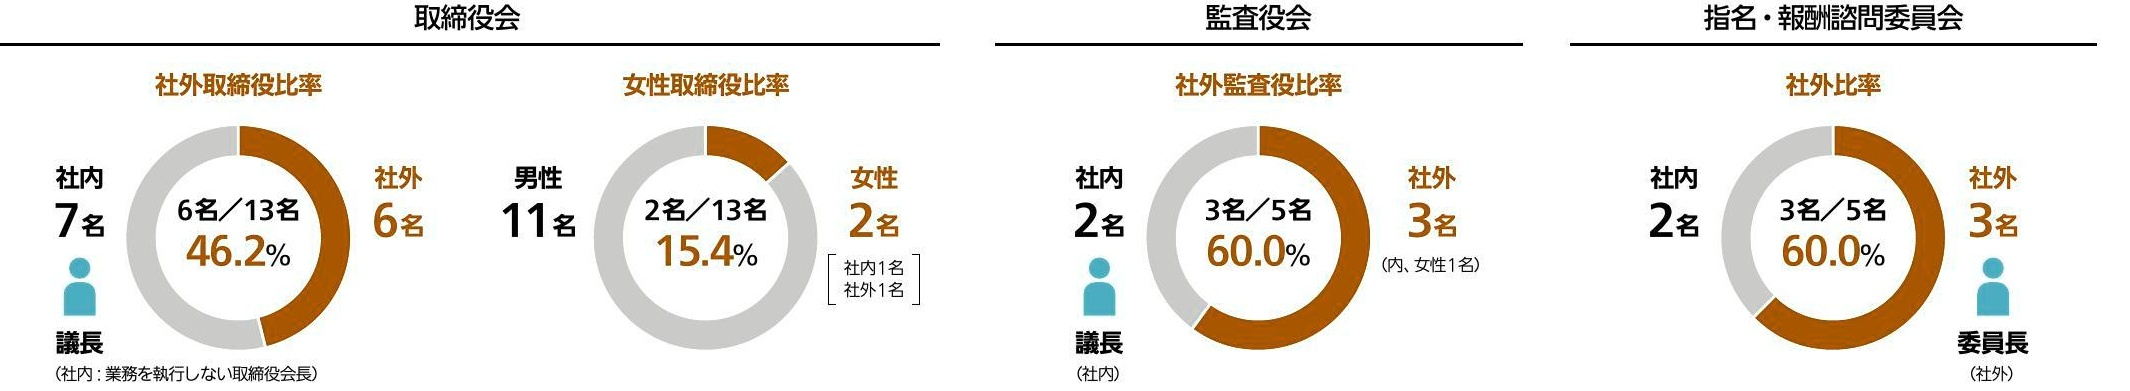 取締役会
社外取締役比率
社内
7名
6名／13名
46.2%
社外
6名
議長
（社内 : 業務を執行しない取締役会長）
女性取締役比率
男性
11名
2名／13名
15.4%
女性
2名
社内1名
社外1名
監査役会
社外監査役比率
社内
2名
3名／5名
60.0%
社外
3名
（内、女性1名）
議長
（社内）
指名・報酬諮問委員会
社外比率
社内
2名
3名／5名
60.0%
社外
3名
委員長
（社外）